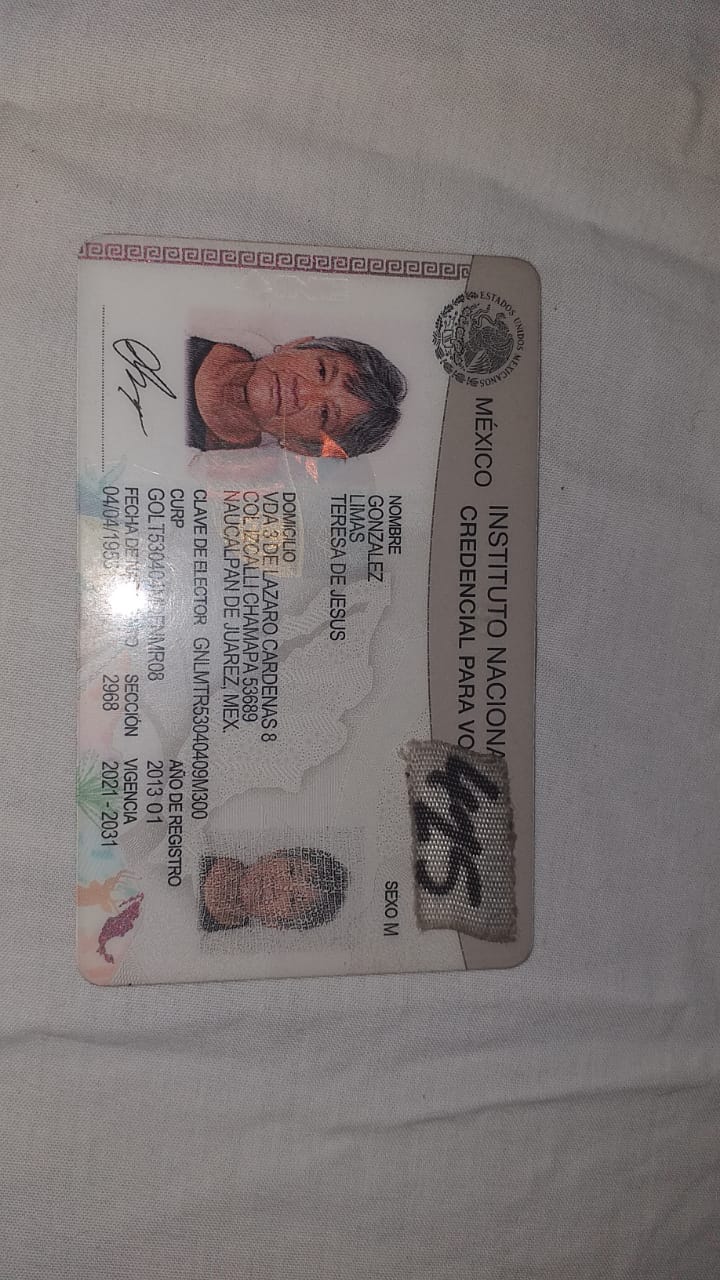 ESTADOS UNIDOS MEXICANOS
MÉXICO INSTITUTO NACIONA
CREDENCIAL PARA VO
445
NOMBRE
SEXO M
GONZALEZ
LIMAS
TERESA DE JESUS
DOMICILIO
VDA 3 DE LAZARO CARDENAS 8
COL IZCALLI CHAMAPA 53689
NAUCALPAN DE JUAREZ, MEX.
CLAVE DE ELECTOR GNLMTR53040409M300
CURP
AÑO DE REGISTRO
2013 01
FECHA DE SECCIÓN VIGENCIA
2968 2021 - 2031